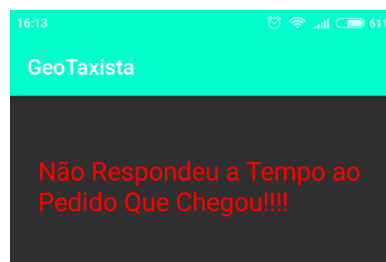 16:13 61%
GeoTaxista
Não Respondeu a Tempo ao
Pedido Que Chegou!!!!